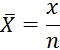 X̄ = x/n